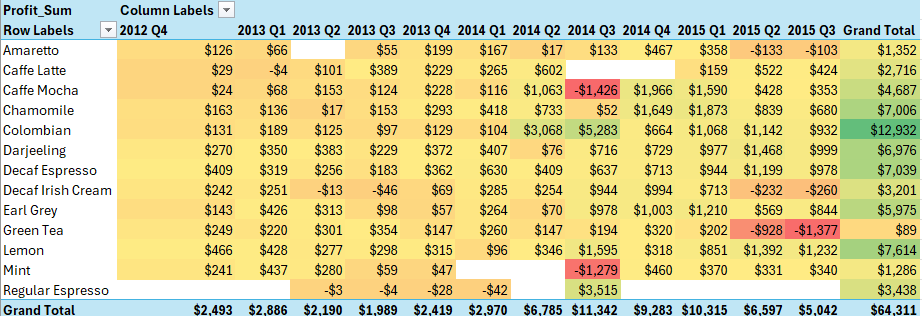 Profit_Sum Column Labels
Row Labels 2012 Q4 2013 Q1 2013 Q2 2013 Q3 2013 Q4 2014 Q1 2014 Q2 2014 Q3 2014 Q4 2015 Q1 2015 Q2 2015 Q3 Grand Total
Amaretto $126 $66 $55 $199 $167 $17 $133 $467 $358 -$133 -$103 $1,352
Caffe Latte $29 -$4 $101 $389 $229 $265 $602 $159 $522 $424 $2,716
Caffe Mocha $24 $68 $153 $124 $228 $116 $1,063 -$1,426 $1,966 $1,590 $428 $353 $4,687
Chamomile $163 $136 $17 $153 $293 $418 $733 $52 $1,649 $1,873 $839 $680 $7,006
Colombian $131 $189 $125 $97 $129 $104 $3,068 $5,283 $664 $1,068 $1,142 $932 $12,932
Darjeeling $270 $350 $383 $229 $372 $407 $76 $716 $729 $977 $1,468 $999 $6,976
Decaf Espresso $409 $319 $256 $183 $362 $630 $409 $637 $713 $944 $1,199 $978 $7,039
Decaf Irish Cream $242 $251 -$13 -$46 $69 $285 $254 $944 $994 $713 -$232 -$260 $3,201
Earl Grey $143 $426 $313 $98 $57 $264 $70 $978 $1,003 $1,210 $569 $844 $5,975
Green Tea $249 $220 $301 $354 $147 $260 $147 $194 $320 $202 -$928 -$1,377 $89
Lemon $466 $428 $277 $298 $315 $96 $346 $1,595 $318 $851 $1,392 $1,232 $7,614
Mint $241 $437 $280 $59 $47 -$1,279 $460 $370 $331 $340 $1,286
Regular Espresso -$3 -$4 -$28 -$42 $3,515 $3,438
Grand Total $2,493 $2,886 $2,190 $1,989 $2,419 $2,970 $6,785 $11,342 $9,283 $10,315 $6,597 $5,042 $64,311